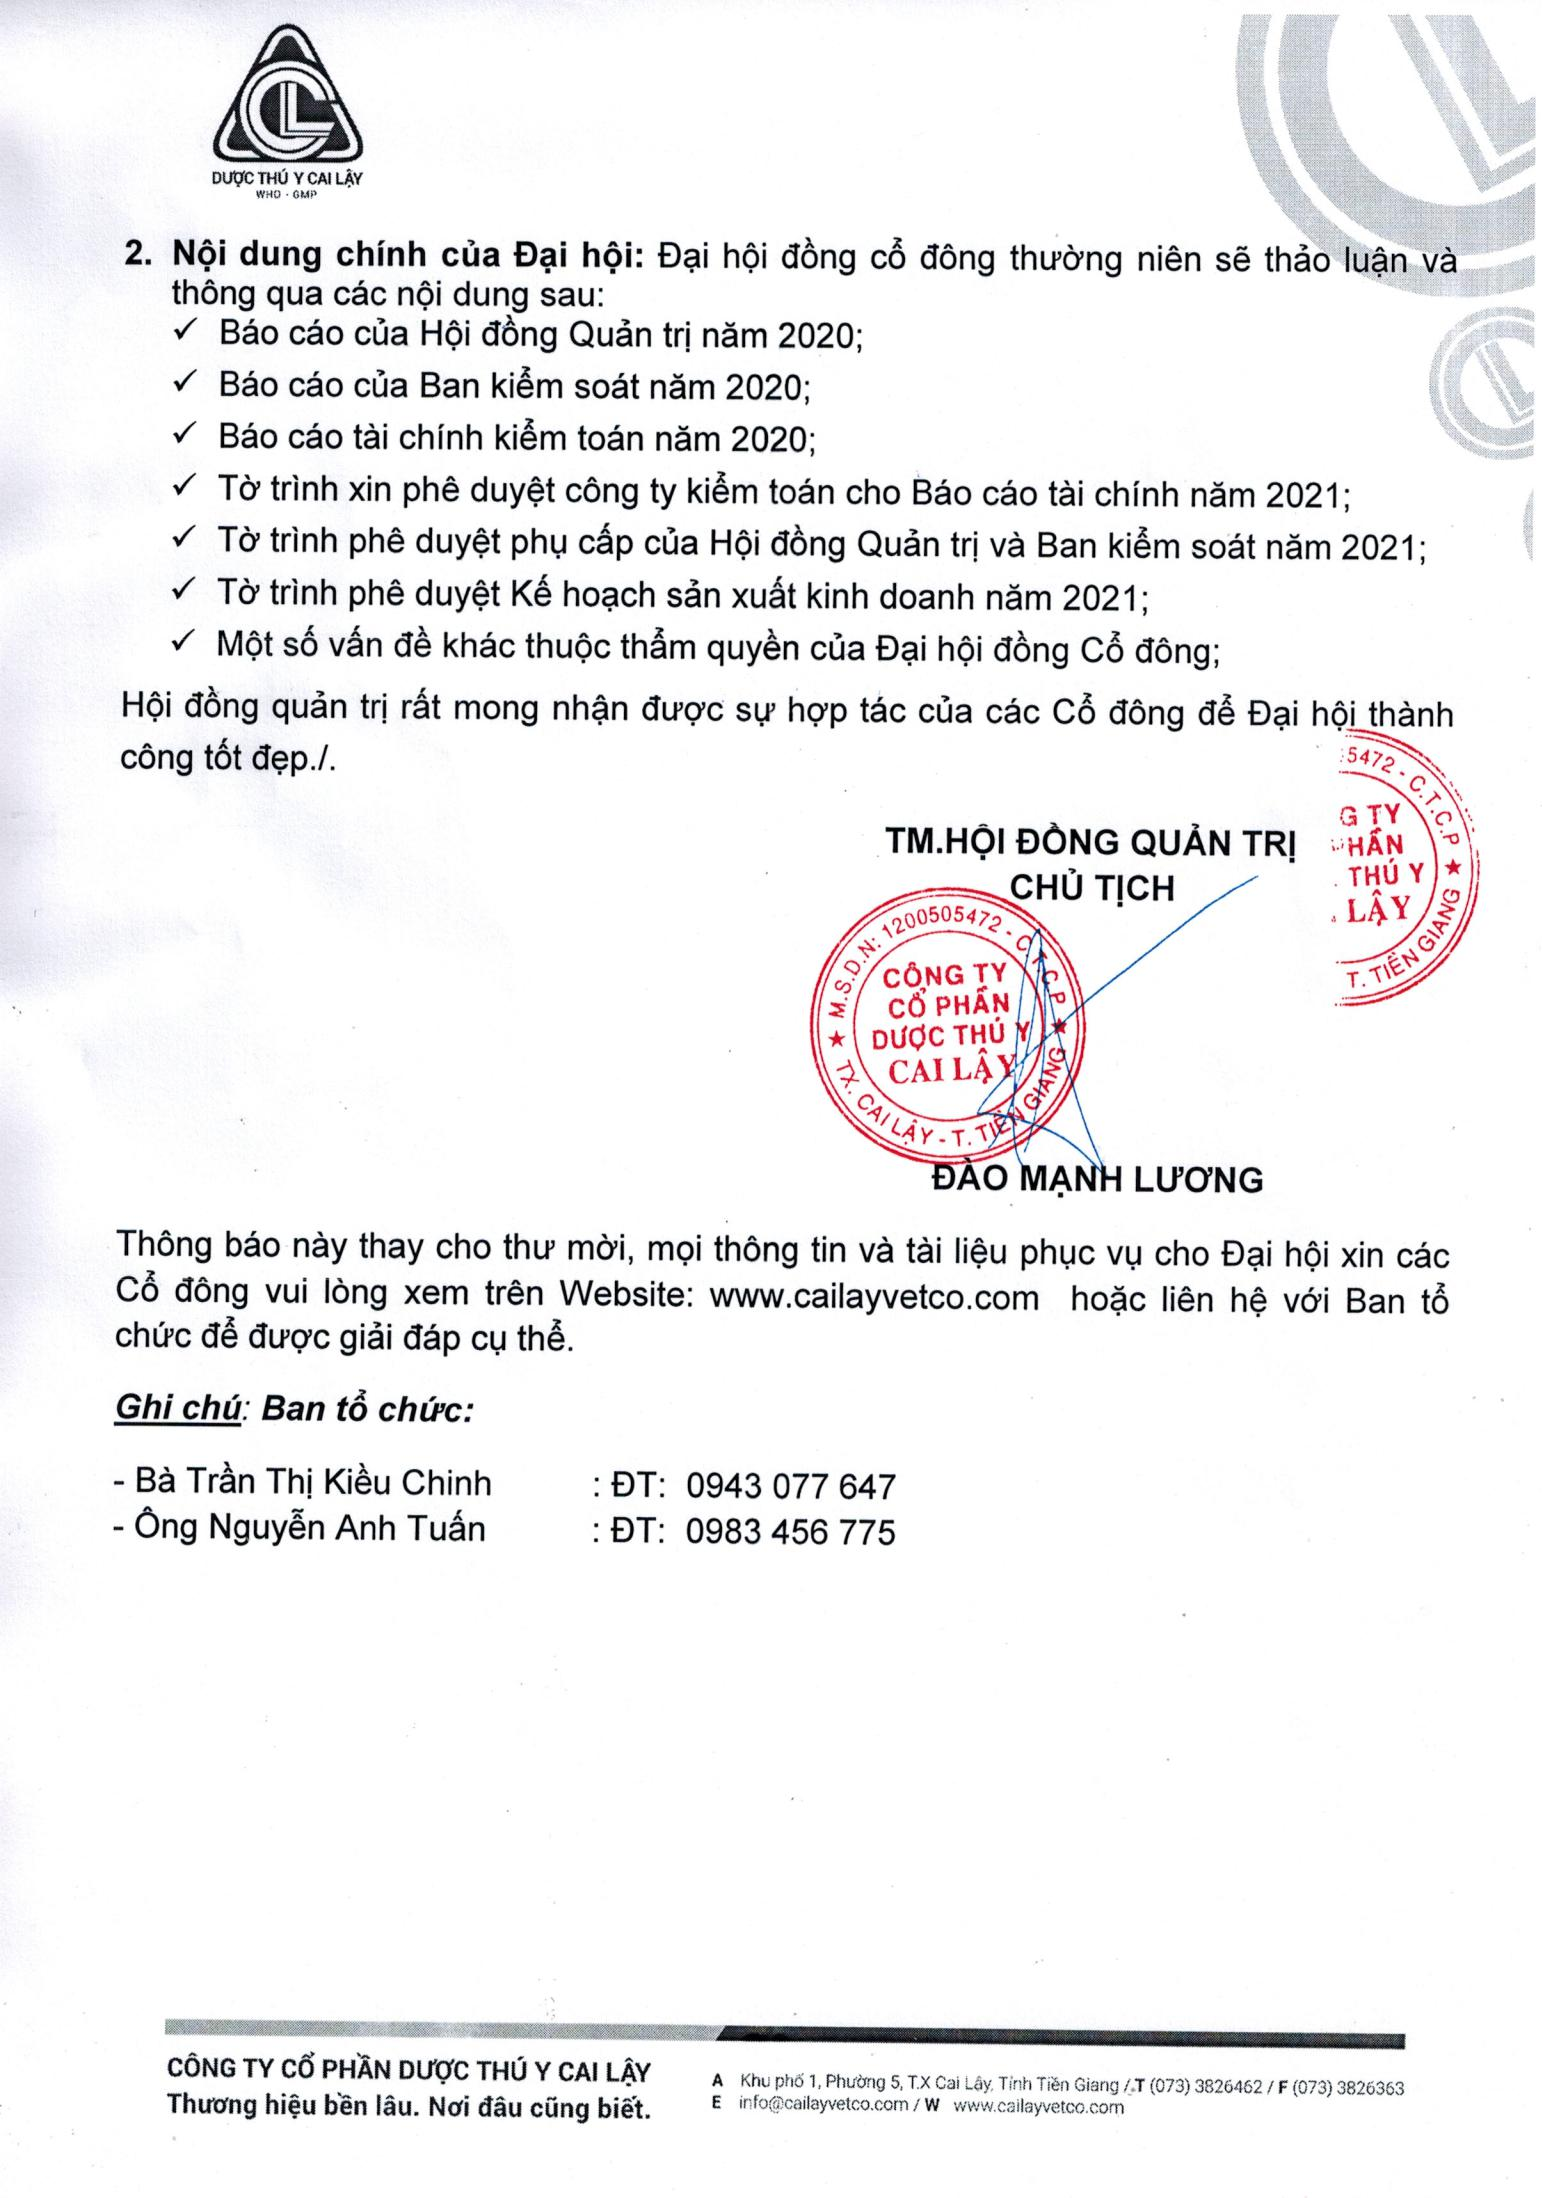 DƯỢC THÚ Y CAI LẬY
WHO - GMP
2. Nội dung chính của Đại hội: Đại hội đồng cổ đông thường niên sẽ thảo luận và
thông qua các nội dung sau:
✓ Báo cáo của Hội đồng Quản trị năm 2020;
✓ Báo cáo của Ban kiểm soát năm 2020;
✓ Báo cáo tài chính kiểm toán năm 2020;
✓ Tờ trình xin phê duyệt công ty kiểm toán cho Báo cáo tài chính năm 2021;
✓ Tờ trình phê duyệt phụ cấp của Hội đồng Quản trị và Ban kiểm soát năm 2021;
✓ Tờ trình phê duyệt Kế hoạch sản xuất kinh doanh năm 2021;
✓ Một số vấn đề khác thuộc thẩm quyền của Đại hội đồng Cổ đông;
Hội đồng quản trị rất mong nhận được sự hợp tác của các Cổ đông để Đại hội thành
công tốt đẹp./.
5472 - C.T.C.P
G TY
HẦN
THÚ Y
LẬY
T. TIỀN GIANG
TM.HỘI ĐỒNG QUẢN TRỊ
CHỦ TỊCH
M.S.D.N: 1200505472 - C.T.C.P
CÔNG TY
CỔ PHẦN
DƯỢC THÚ Y
CAI LẬY
TX. CAI LẬY - T. TIỀN GIANG
ĐÀO MẠNH LƯƠNG
Thông báo này thay cho thư mời, mọi thông tin và tài liệu phục vụ cho Đại hội xin các
Cổ đông vui lòng xem trên Website: www.cailayvetco.com hoặc liên hệ với Ban tổ
chức để được giải đáp cụ thể.
Ghi chú: Ban tổ chức:
- Bà Trần Thị Kiều Chinh : ĐT: 0943 077 647
- Ông Nguyễn Anh Tuấn : ĐT: 0983 456 775
CÔNG TY CỔ PHẦN DƯỢC THÚ Y CAI LẬY
Thương hiệu bền lâu. Nơi đâu cũng biết.
A Khu phố 1, Phường 5, T.X Cai Lậy, Tỉnh Tiền Giang / T (073) 3826462 / F (073) 3826363
E info@cailayvetco.com / W www.cailayvetco.com